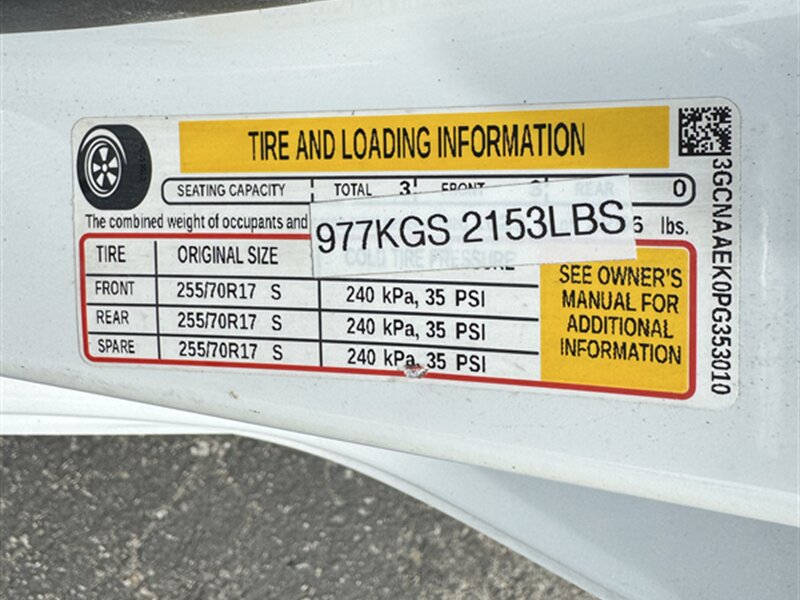 TIRE AND LOADING INFORMATION
SEATING CAPACITY TOTAL 3 FRONT 3 REAR 0
The combined weight of occupants and
977KGS 2153LBS
6 lbs.
TIRE ORIGINAL SIZE COLD TIRE PRESSURE
FRONT 255/70R17 S 240 kPa, 35 PSI
REAR 255/70R17 S 240 kPa, 35 PSI
SPARE 255/70R17 S 240 kPa, 35 PSI
SEE OWNER'S
MANUAL FOR
ADDITIONAL
INFORMATION
3GCNAAEK0PG353010